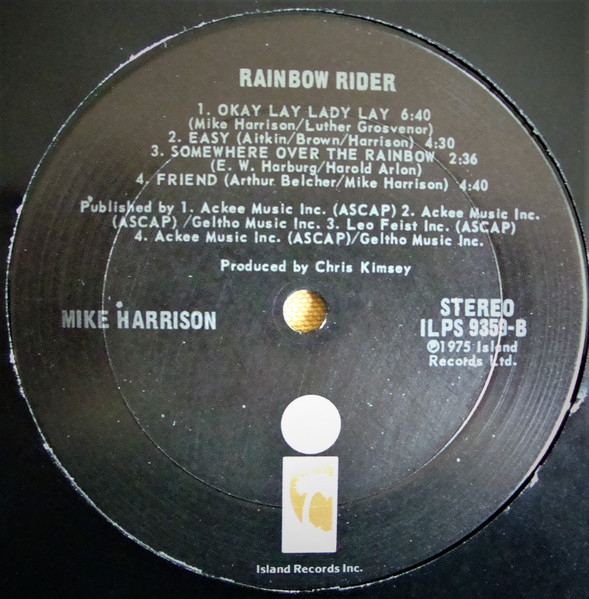 RAINBOW RIDER
1. OKAY LAY LADY LAY 6:40
(Mike Harrison/Luther Grosvenor)
2. EASY (Aitkin/Brown/Harrison) 4:30
3. SOMEWHERE OVER THE RAINBOW 2:36
(E. W. Harburg/Harold Arlon)
4. FRIEND (Arthur Belcher/Mike Harrison) 4:40
Published by 1. Ackee Music Inc. (ASCAP) 2. Ackee Music Inc.
(ASCAP) /Geltho Music Inc. 3. Leo Feist Inc. (ASCAP)
4. Ackee Music Inc. (ASCAP)/Geltho Music Inc.
Produced by Chris Kimsey
MIKE HARRISON
STEREO
ILPS 9359-B
℗1975 Island
Records Ltd.
Island Records Inc.